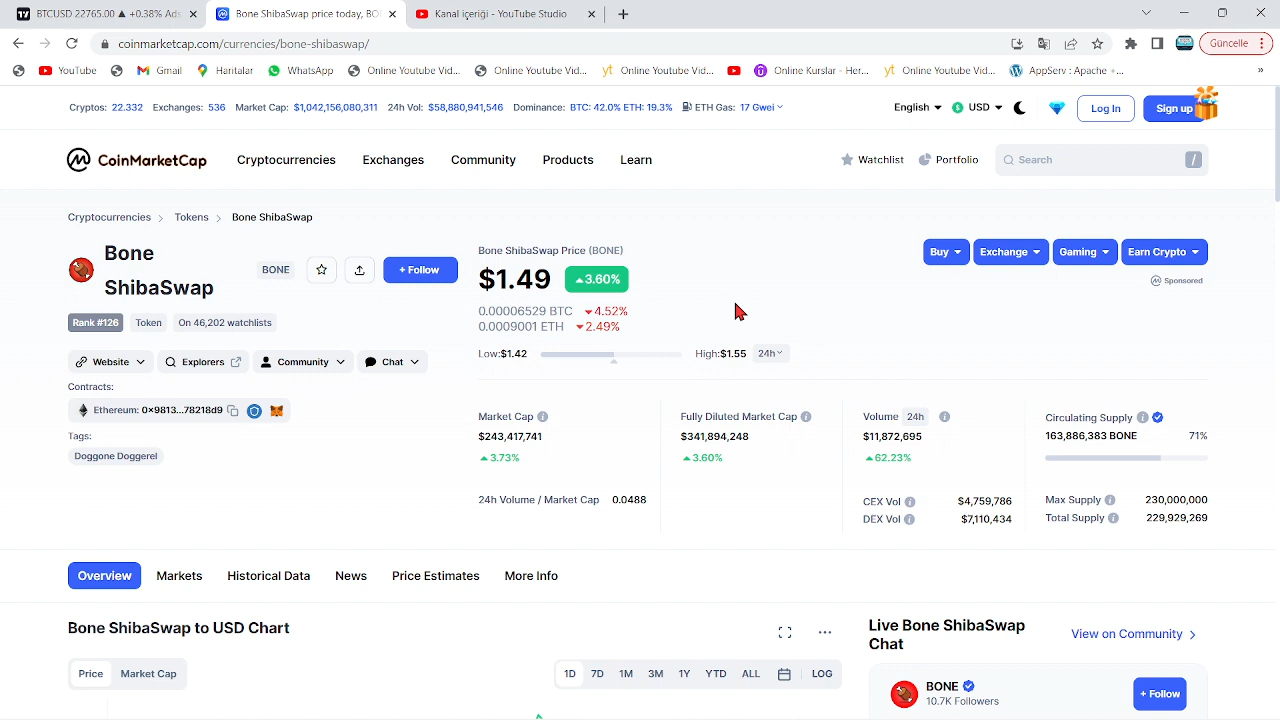 BTCUSD 22765.00 ▲ +0.38% Ads
Bone ShibaSwap price today, BO
Kanal içeriği - YouTube Studio
coinmarketcap.com/currencies/bone-shibaswap/
Güncelle
YouTube
Gmail
Haritalar
WhatsApp
Online Youtube Vid...
Online Youtube Vid...
Online Youtube Vid...
Online Kurslar - Her...
Online Youtube Vid...
AppServ : Apache +...
»
Cryptos: 22.332 Exchanges: 536 Market Cap: $1,042,156,080,311 24h Vol: $58,880,941,546 Dominance: BTC: 42.0% ETH: 19.3% ETH Gas: 17 Gwei
English USD Log In Sign up
CoinMarketCap Cryptocurrencies Exchanges Community Products Learn
Watchlist Portfolio Search /
Cryptocurrencies > Tokens > Bone ShibaSwap
Bone
ShibaSwap
BONE
+ Follow
Rank #126 Token On 46,202 watchlists
Website Explorers Community Chat
Contracts:
Ethereum: 0x9813...78218d9
Tags:
Doggone Doggerel
Bone ShibaSwap Price (BONE)
$1.49 ▲3.60%
0.00006529 BTC ▼4.52%
0.0009001 ETH ▼2.49%
Low:$1.42 High:$1.55 24h
Buy Exchange Gaming Earn Crypto
Sponsored
Market Cap
$243,417,741
▲3.73%
24h Volume / Market Cap 0.0488
Fully Diluted Market Cap
$341,894,248
▲3.60%
Volume 24h
$11,872,695
▲62.23%
CEX Vol $4,759,786
DEX Vol $7,110,434
Circulating Supply
163,886,383 BONE 71%
Max Supply 230,000,000
Total Supply 229,929,269
Overview Markets Historical Data News Price Estimates More Info
Bone ShibaSwap to USD Chart
Price Market Cap
1D 7D 1M 3M 1Y YTD ALL LOG
Live Bone ShibaSwap
Chat
View on Community >
BONE
10.7K Followers
+ Follow